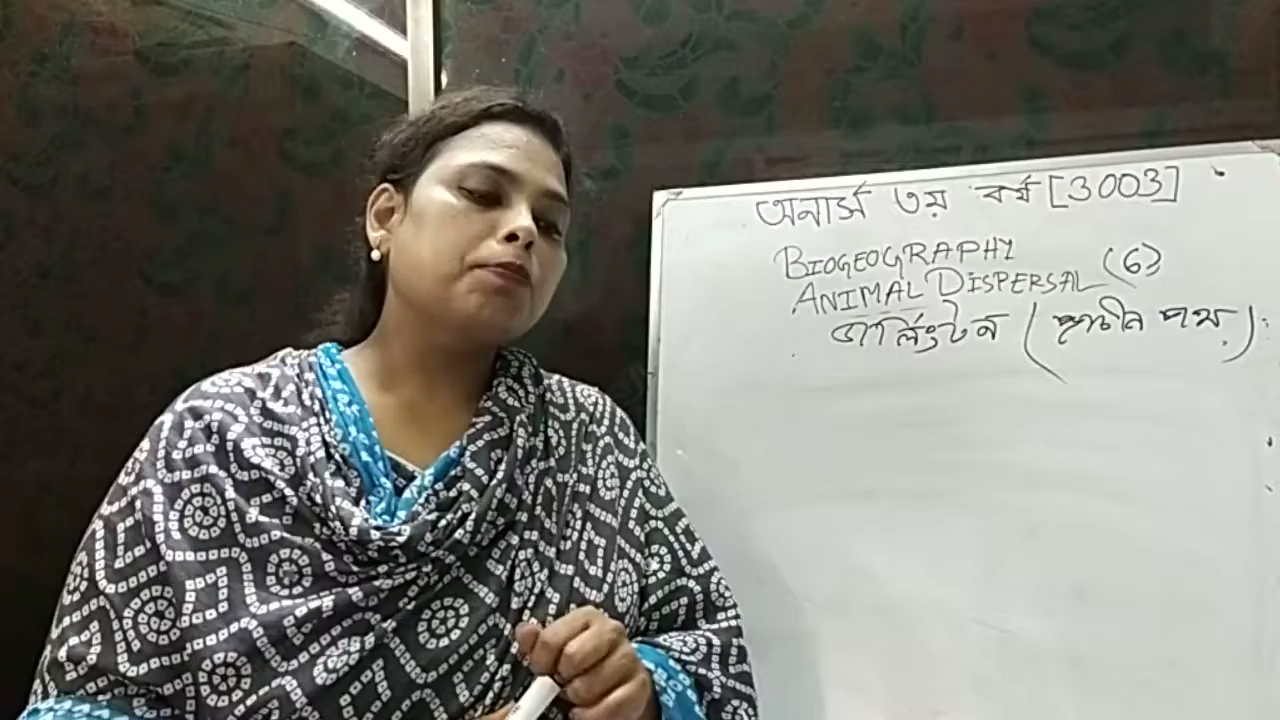 অনার্স ৩য় বর্ষ [3003]
BIOGEOGRAPHY (6)
ANIMAL DISPERSAL
ডার্লিংটন (প্রাচীন পথ)